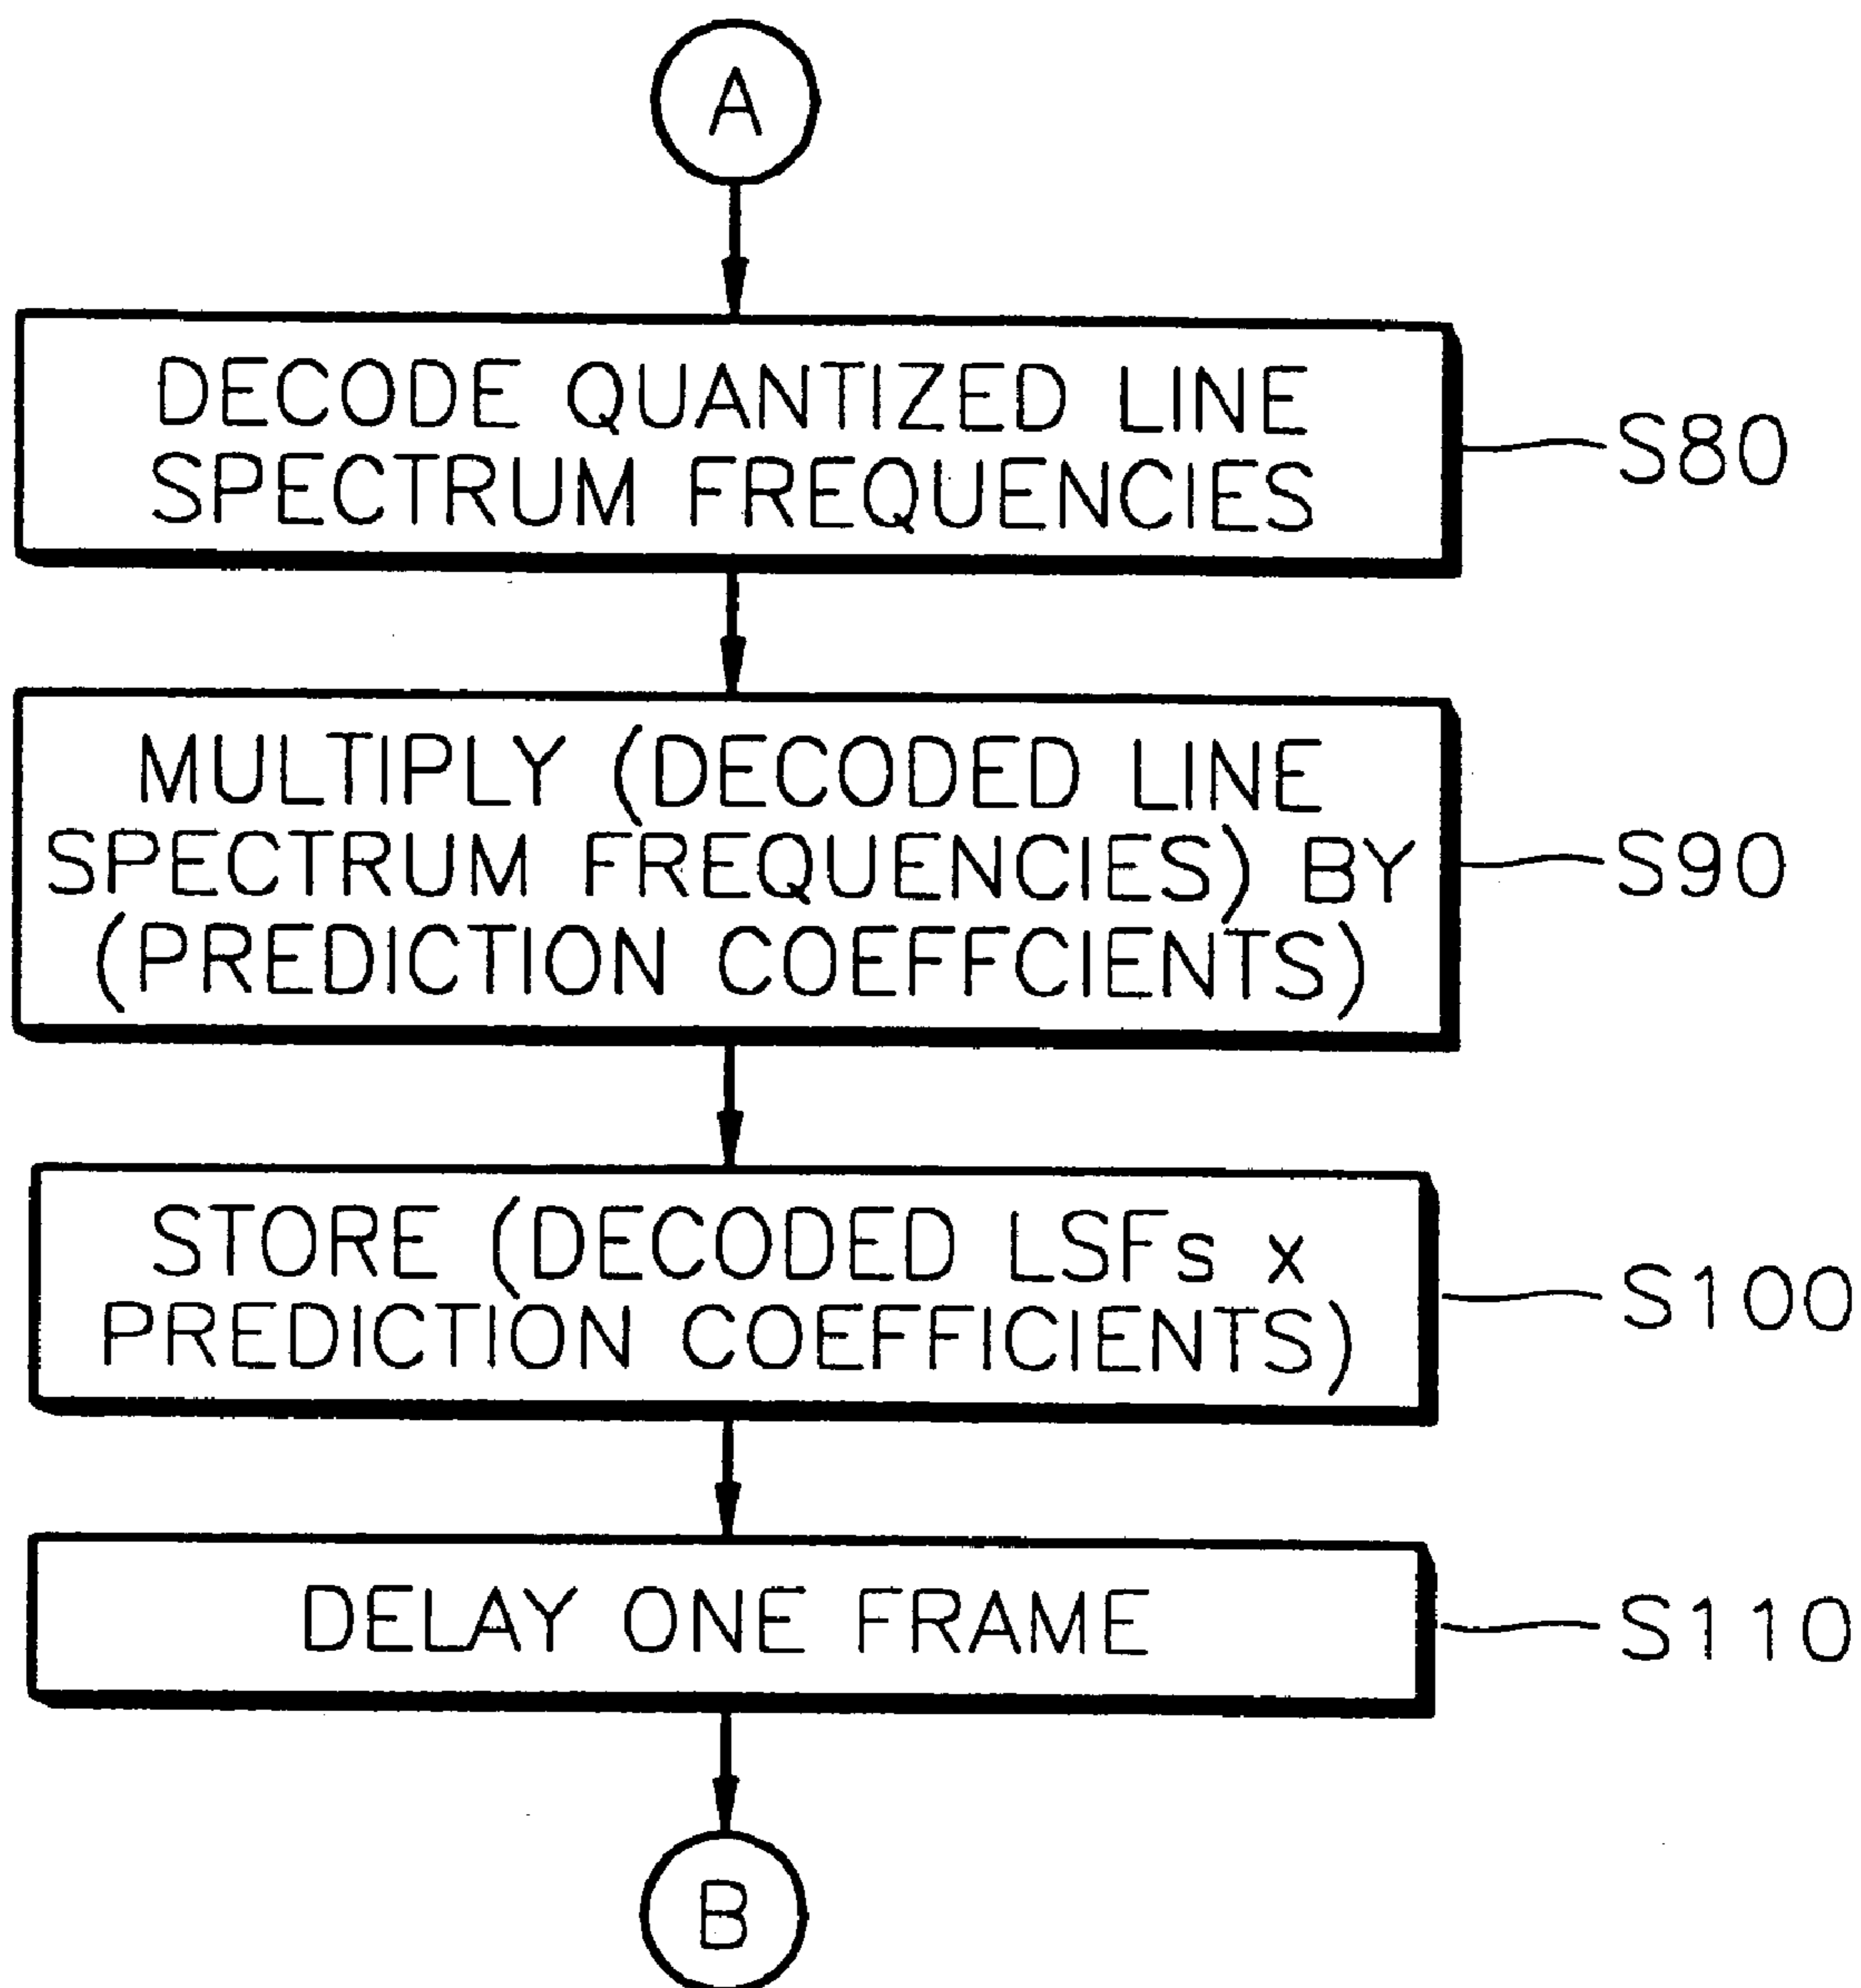 A
DECODE QUANTIZED LINE
SPECTRUM FREQUENCIES
S80
MULTIPLY (DECODED LINE
SPECTRUM FREQUENCIES) BY
(PREDICTION COEFFCIENTS)
S90
STORE (DECODED LSFs x
PREDICTION COEFFICIENTS)
S100
DELAY ONE FRAME
S110
B